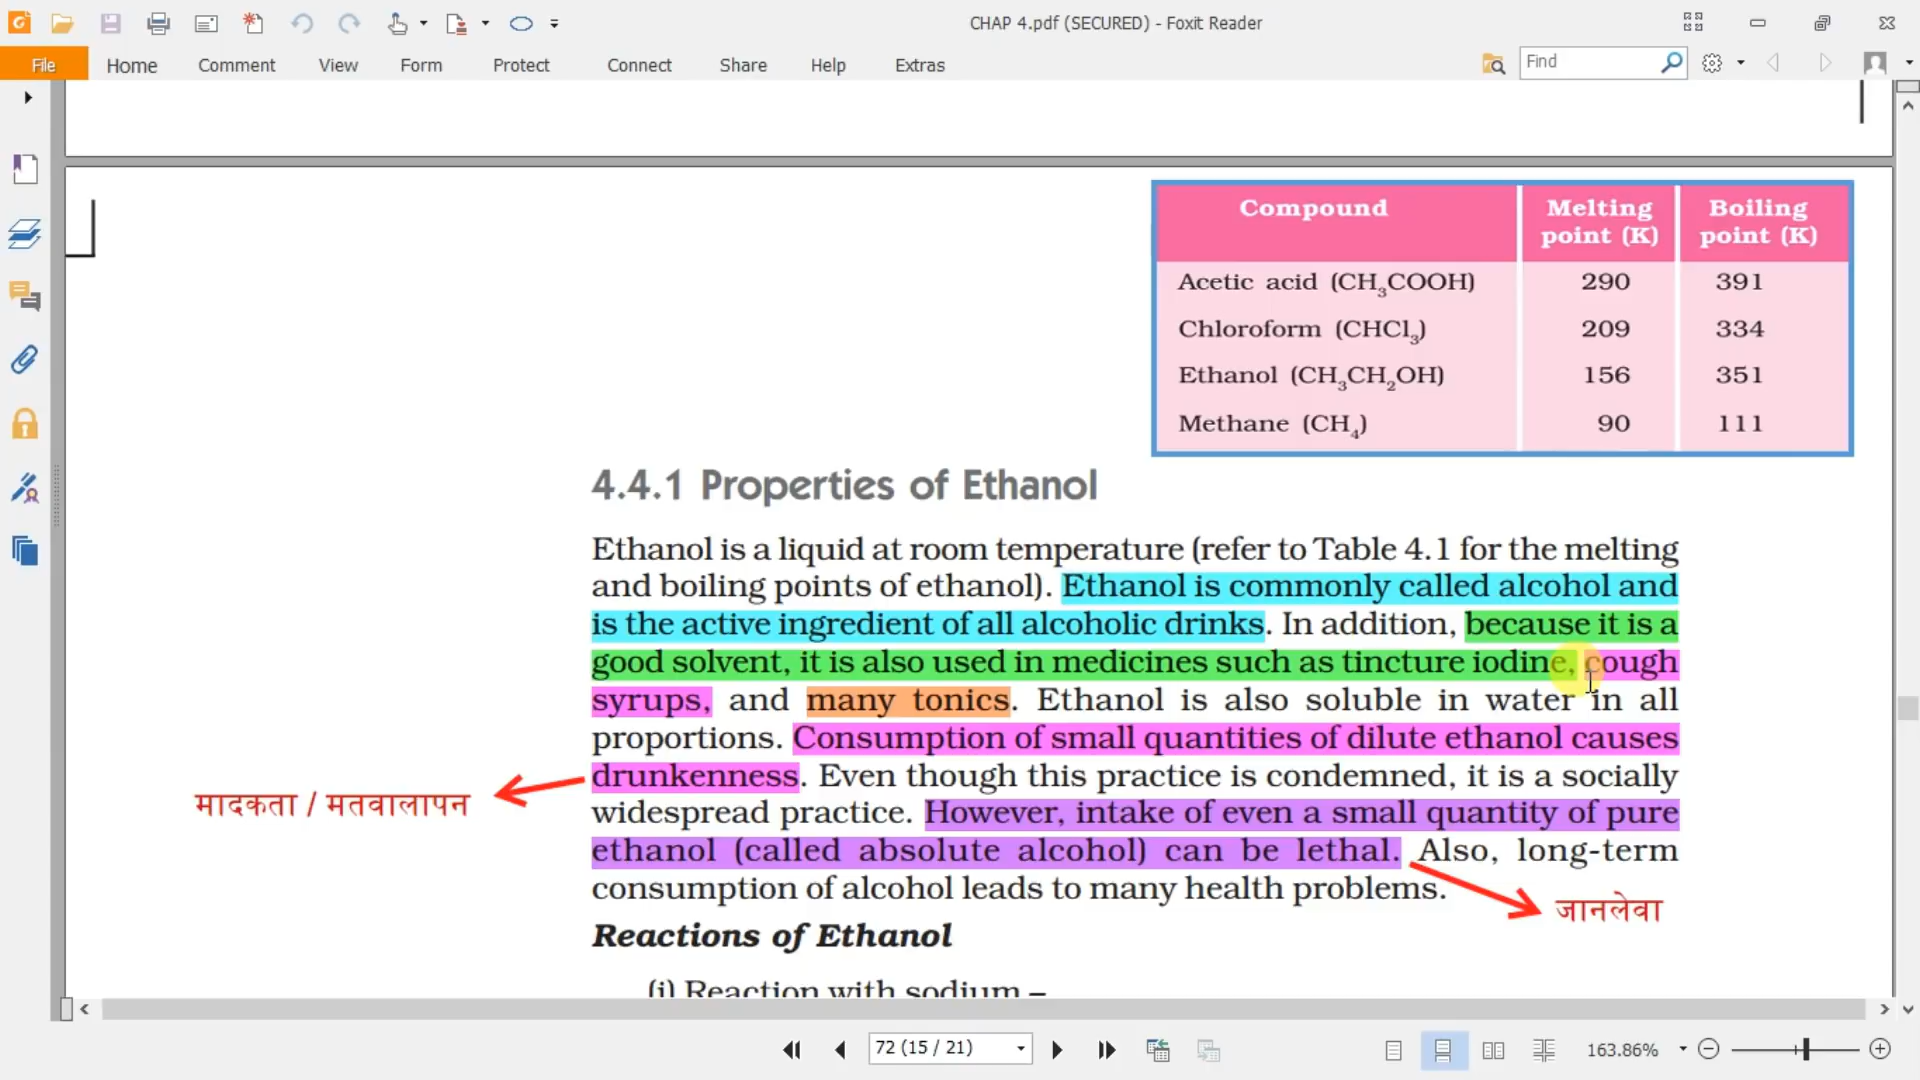 CHAP 4.pdf (SECURED) - Foxit Reader
File Home Comment View Form Protect Connect Share Help Extras Find
Compound Melting point (K) Boiling point (K)
Acetic acid (CH₃COOH) 290 391
Chloroform (CHCl₃) 209 334
Ethanol (CH₃CH₂OH) 156 351
Methane (CH₄) 90 111
4.4.1 Properties of Ethanol
Ethanol is a liquid at room temperature (refer to Table 4.1 for the melting
and boiling points of ethanol). Ethanol is commonly called alcohol and
is the active ingredient of all alcoholic drinks. In addition, because it is a
good solvent, it is also used in medicines such as tincture iodine, cough
syrups, and many tonics. Ethanol is also soluble in water in all
proportions. Consumption of small quantities of dilute ethanol causes
drunkenness. Even though this practice is condemned, it is a socially
मादकता / मतवालापन
widespread practice. However, intake of even a small quantity of pure
ethanol (called absolute alcohol) can be lethal. Also, long-term
consumption of alcohol leads to many health problems.
जानलेवा
Reactions of Ethanol
(i) Reaction with sodium –
72 (15 / 21)
163.86%